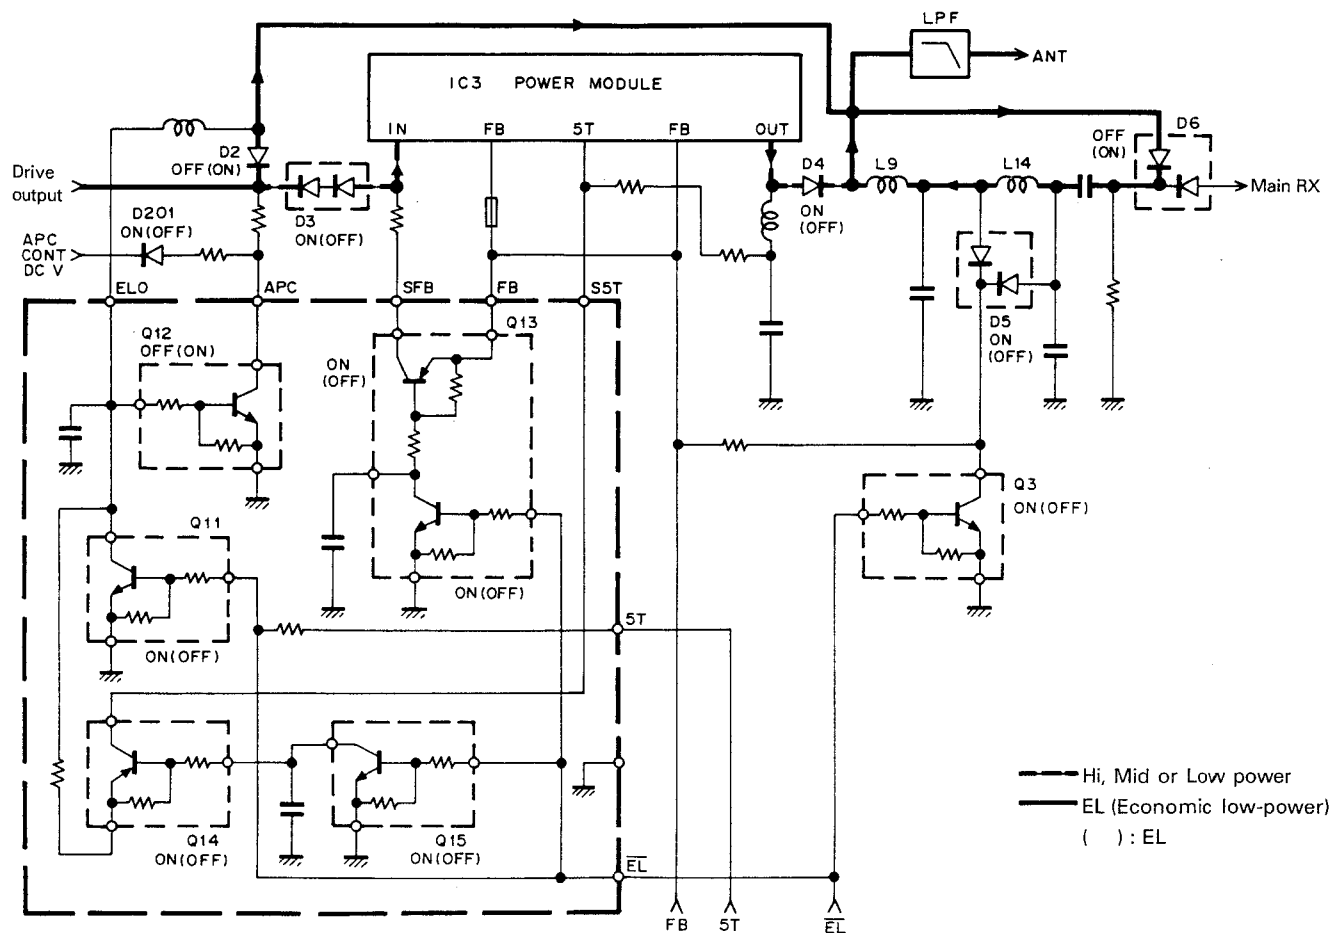 LPF
ANT
IC3 POWER MODULE
IN
FB
5T
FB
OUT
D2
OFF(ON)
Drive
output
D3
ON(OFF)
D201
ON(OFF)
APC
CONT
DC V
D4
ON
(OFF)
L9
L14
OFF
(ON)
D6
Main RX
D5
ON
(OFF)
ELO
APC
SFB
FB
S5T
Q12
OFF(ON)
Q13
ON
(OFF)
ON(OFF)
Q3
ON(OFF)
Q11
ON(OFF)
5T
Q14
ON(OFF)
Q15
ON(OFF)
EL
FB
5T
EL
Hi, Mid or Low power
EL (Economic low-power)
( ) : EL